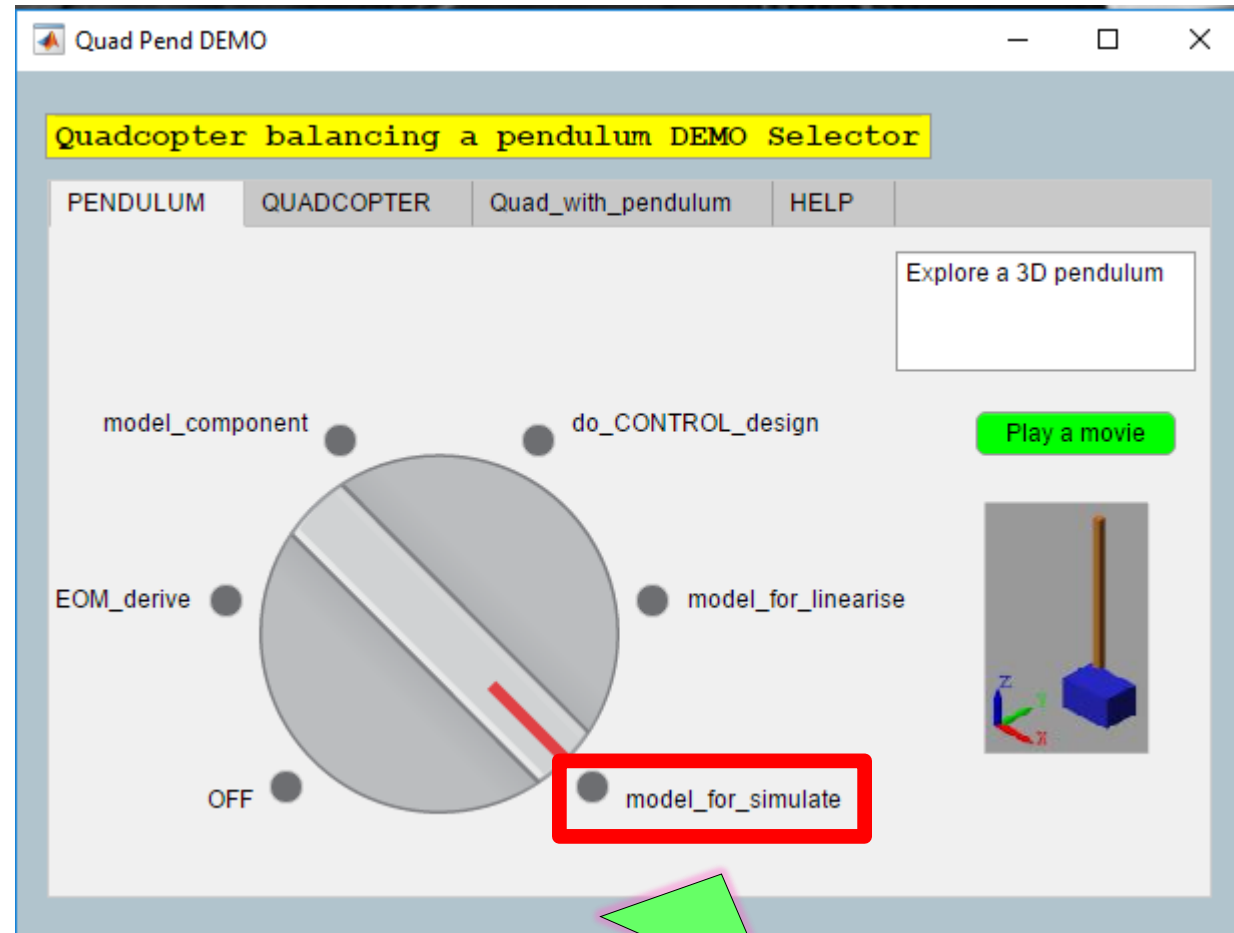 Quad Pend DEMO
Quadcopter balancing a pendulum DEMO Selector
PENDULUM QUADCOPTER Quad_with_pendulum HELP
Explore a 3D pendulum
model_component do_CONTROL_design
Play a movie
EOM_derive model_for_linearise
Z Y X
OFF model_for_simulate